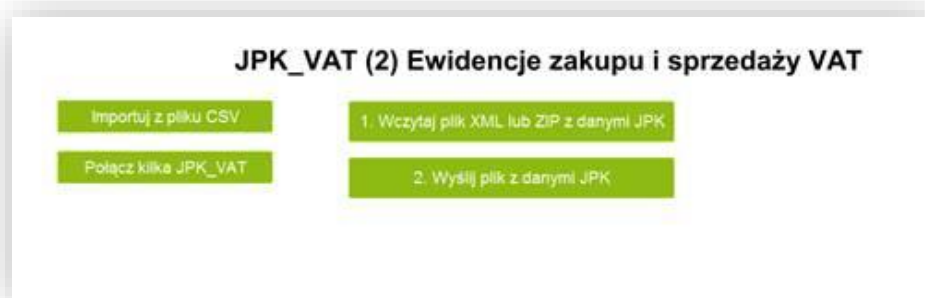 JPK_VAT (2) Ewidencje zakupu i sprzedaży VAT
Importuj z pliku CSV
Połącz kilka JPK_VAT
1. Wczytaj plik XML lub ZIP z danymi JPK
2. Wyślij plik z danymi JPK